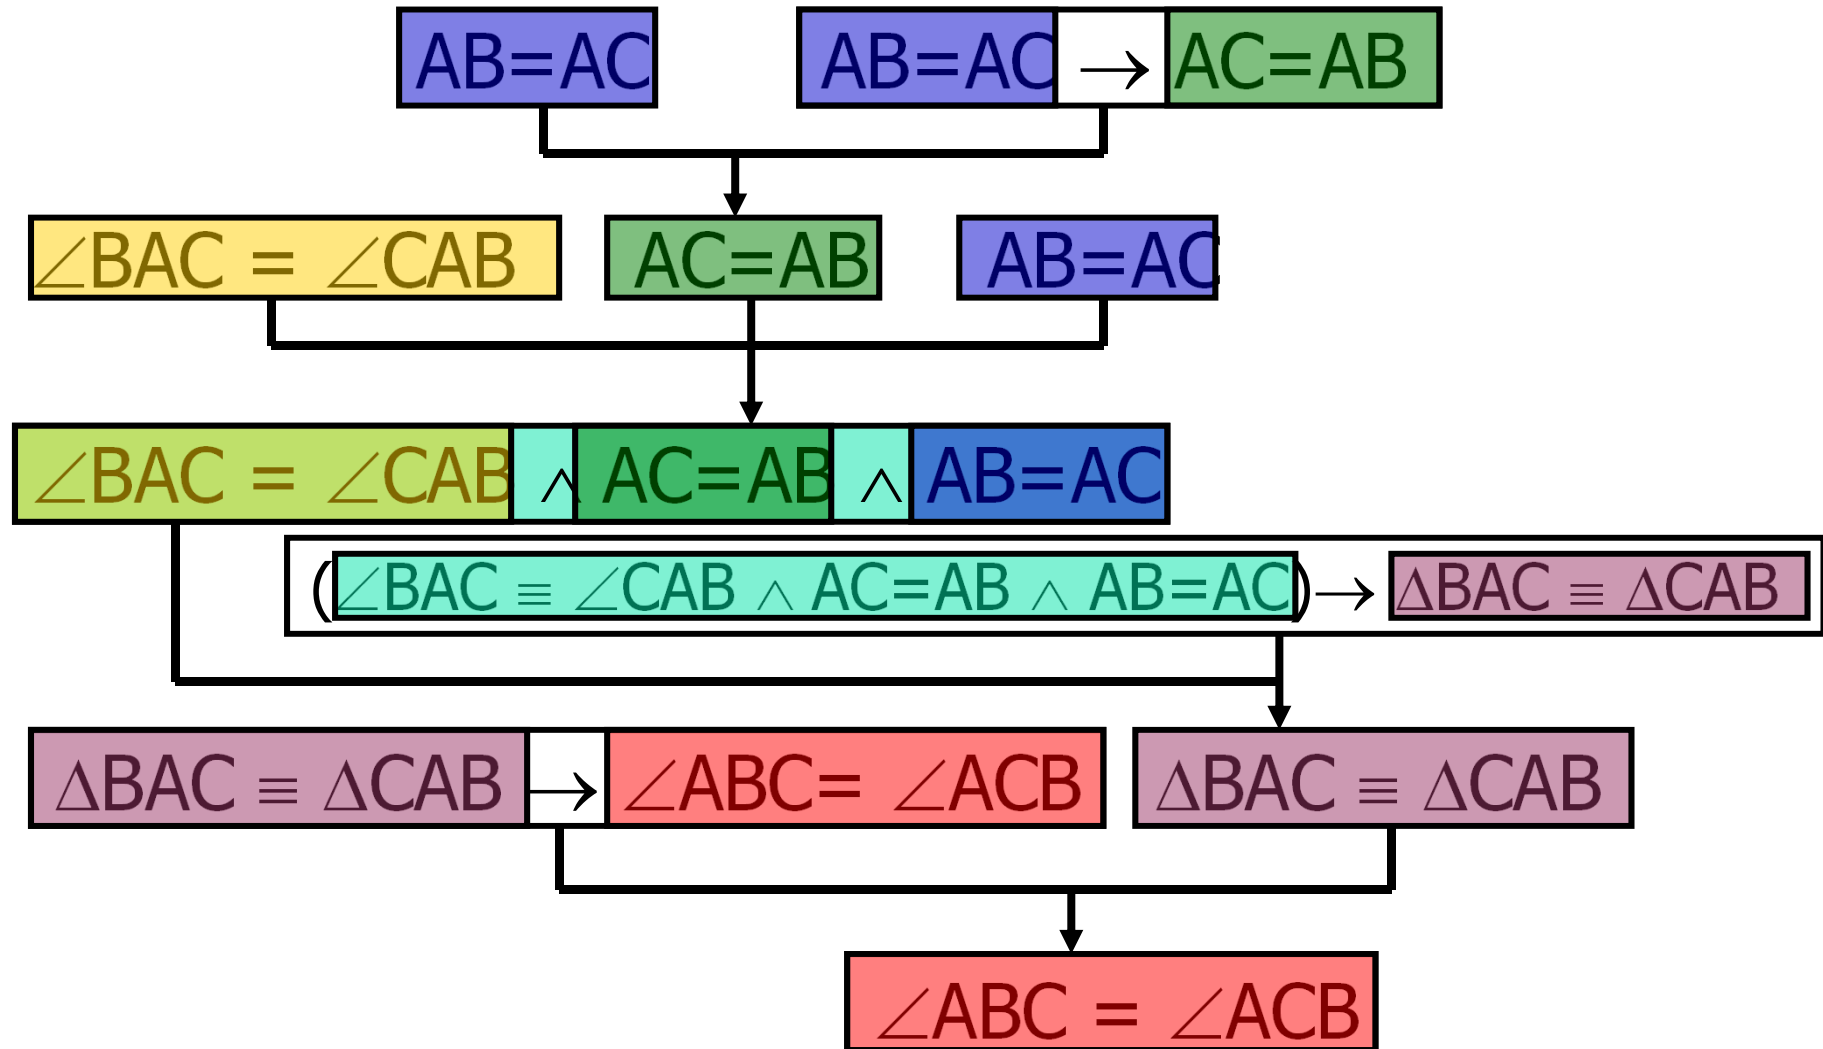 AB=AC AB=AC → AC=AB
∠BAC = ∠CAB AC=AB AB=AC
∠BAC = ∠CAB ∧ AC=AB ∧ AB=AC
(∠BAC ≡ ∠CAB ∧ AC=AB ∧ AB=AC)→ ΔBAC ≡ ΔCAB
ΔBAC ≡ ΔCAB → ∠ABC= ∠ACB ΔBAC ≡ ΔCAB
∠ABC = ∠ACB